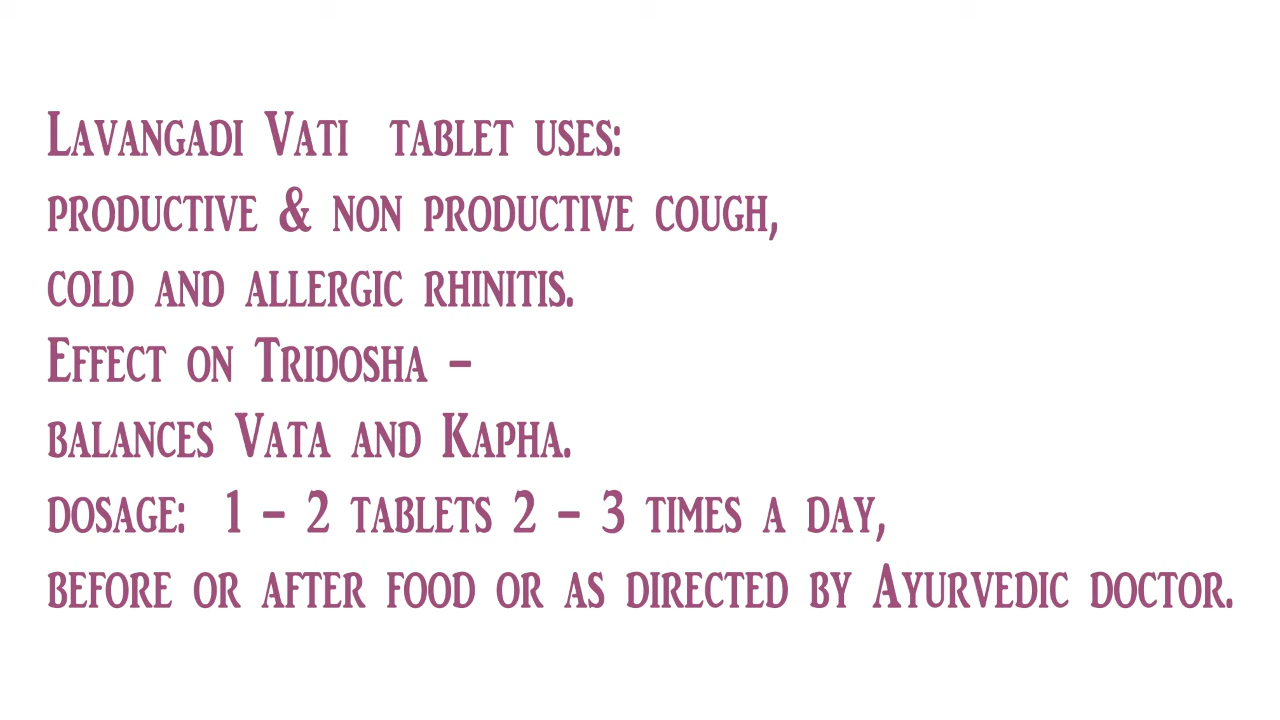 Lavangadi Vati tablet uses:
productive & non productive cough,
cold and allergic rhinitis.
Effect on Tridosha –
balances Vata and Kapha.
dosage: 1 – 2 tablets 2 – 3 times a day,
before or after food or as directed by Ayurvedic doctor.